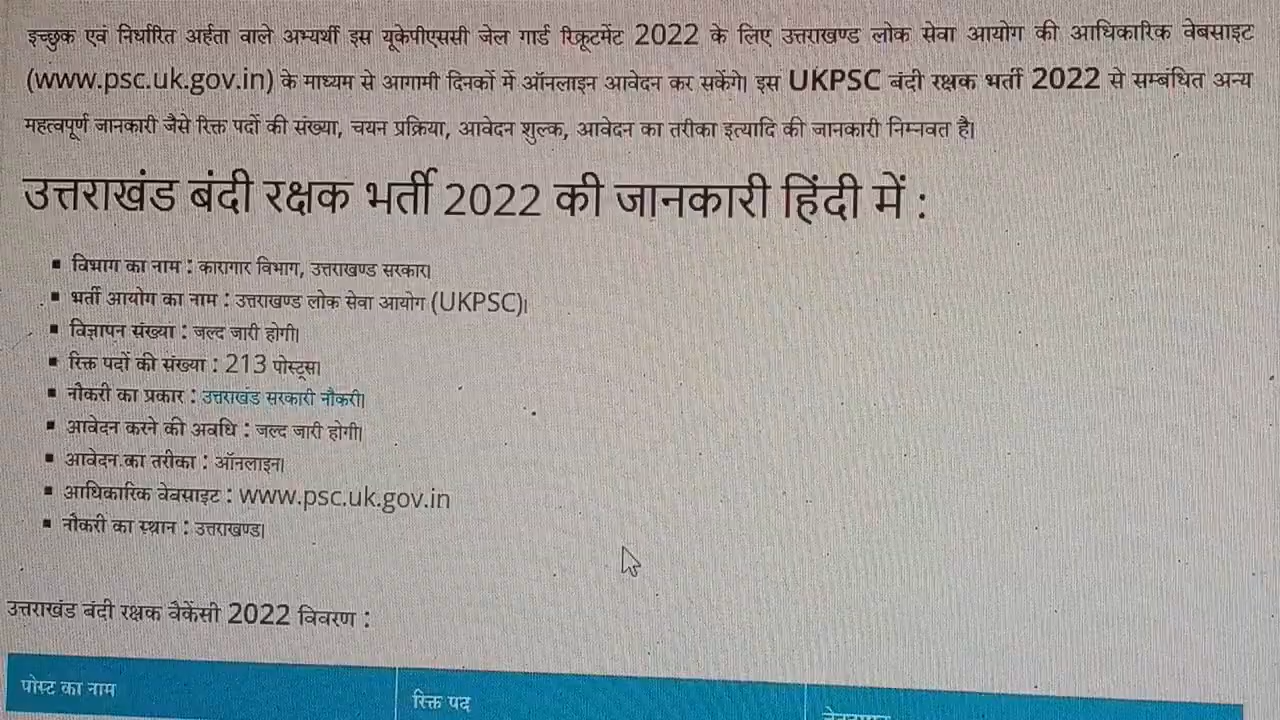 इच्छुक एवं निर्धारित अर्हता वाले अभ्यर्थी इस यूकेपीएससी जेल गार्ड रिक्रूटमेंट 2022 के लिए उत्तराखण्ड लोक सेवा आयोग की आधिकारिक वेबसाइट
(www.psc.uk.gov.in) के माध्यम से आगामी दिनकों में ऑनलाइन आवेदन कर सकेंगे। इस UKPSC बंदी रक्षक भर्ती 2022 से सम्बंधित अन्य
महत्वपूर्ण जानकारी जैसे रिक्त पदों की संख्या, चयन प्रक्रिया, आवेदन शुल्क, आवेदन का तरीका इत्यादि की जानकारी निम्नवत है।
उत्तराखंड बंदी रक्षक भर्ती 2022 की जानकारी हिंदी में :
▪ विभाग का नाम : कारागार विभाग, उत्तराखण्ड सरकार।
▪ भर्ती आयोग का नाम : उत्तराखण्ड लोक सेवा आयोग (UKPSC)।
▪ विज्ञापन संख्या : जल्द जारी होगी।
▪ रिक्त पदों की संख्या : 213 पोस्ट्स।
▪ नौकरी का प्रकार : उत्तराखंड सरकारी नौकरी।
▪ आवेदन करने की अवधि : जल्द जारी होगी।
▪ आवेदन का तरीका : ऑनलाइन।
▪ आधिकारिक वेबसाइट : www.psc.uk.gov.in
▪ नौकरी का स्थान : उत्तराखण्ड।
उत्तराखंड बंदी रक्षक वैकेंसी 2022 विवरण :
पोस्ट का नाम
रिक्त पद